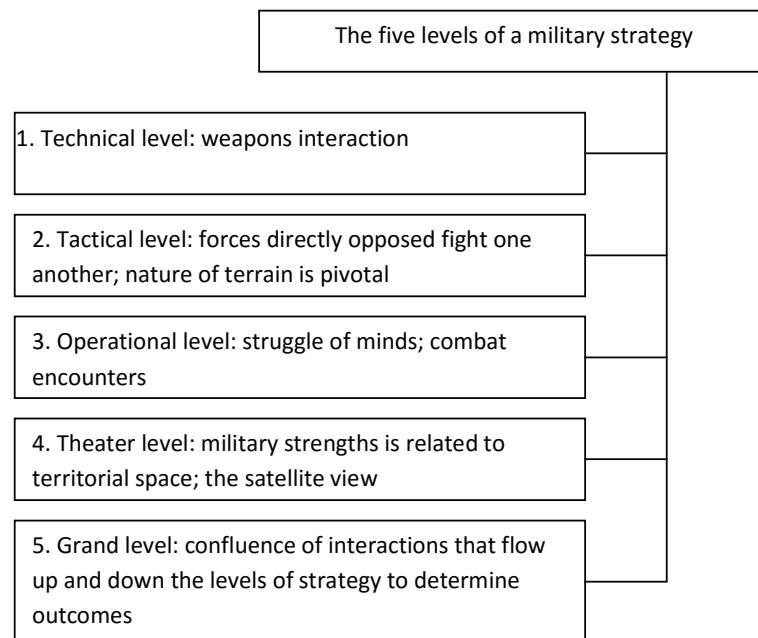 The five levels of a military strategy
1. Technical level: weapons interaction
2. Tactical level: forces directly opposed fight one
another; nature of terrain is pivotal
3. Operational level: struggle of minds; combat
encounters
4. Theater level: military strengths is related to
territorial space; the satellite view
5. Grand level: confluence of interactions that flow
up and down the levels of strategy to determine
outcomes